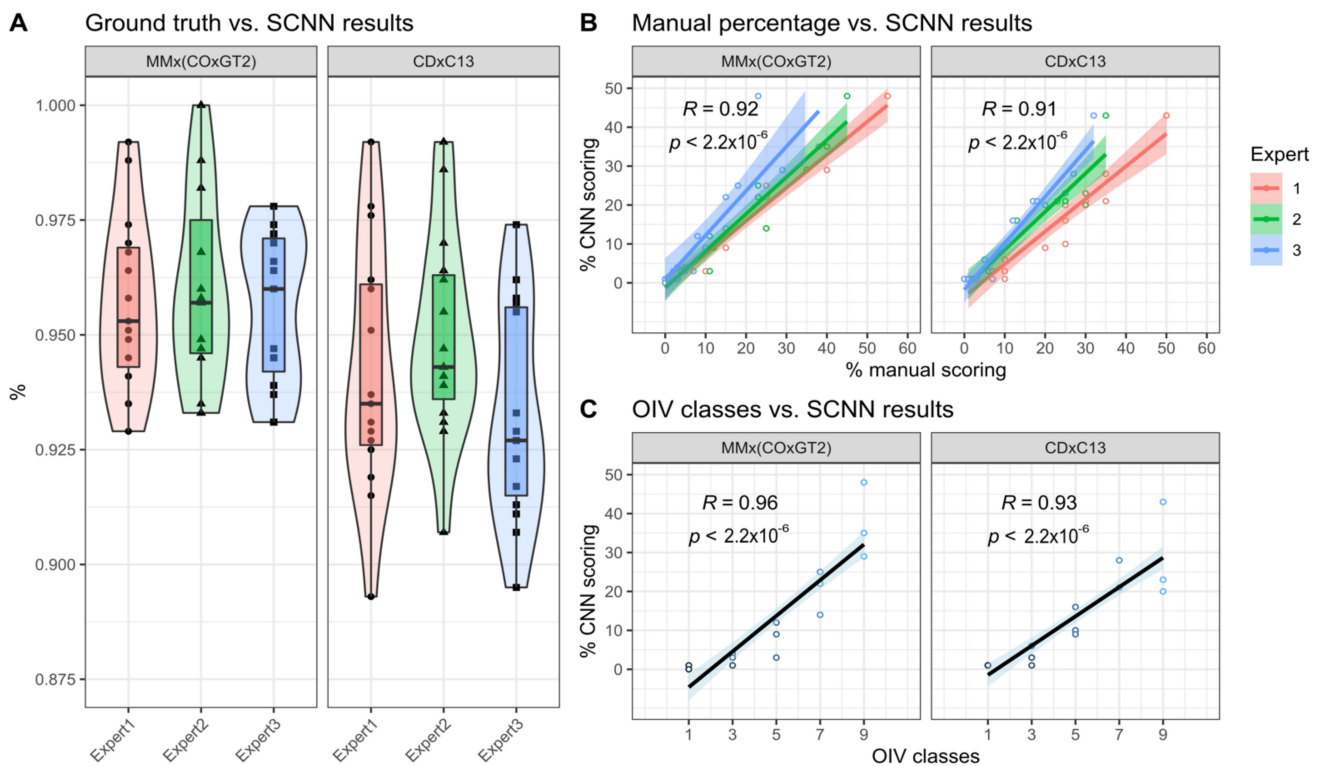 A Ground truth vs. SCNN results
MMx(COxGT2) CDxC13
%
1.000
0.975
0.950
0.925
0.900
0.875
Expert1 Expert2 Expert3 Expert1 Expert2 Expert3
B Manual percentage vs. SCNN results
MMx(COxGT2) CDxC13
% CNN scoring
50
40
30
20
10
0
R = 0.92
p < 2.2x10⁻⁶
R = 0.91
p < 2.2x10⁻⁶
0 10 20 30 40 50 60 0 10 20 30 40 50 60
% manual scoring
Expert
1
2
3
C OIV classes vs. SCNN results
MMx(COxGT2) CDxC13
% CNN scoring
50
40
30
20
10
0
R = 0.96
p < 2.2x10⁻⁶
R = 0.93
p < 2.2x10⁻⁶
1 3 5 7 9 1 3 5 7 9
OIV classes